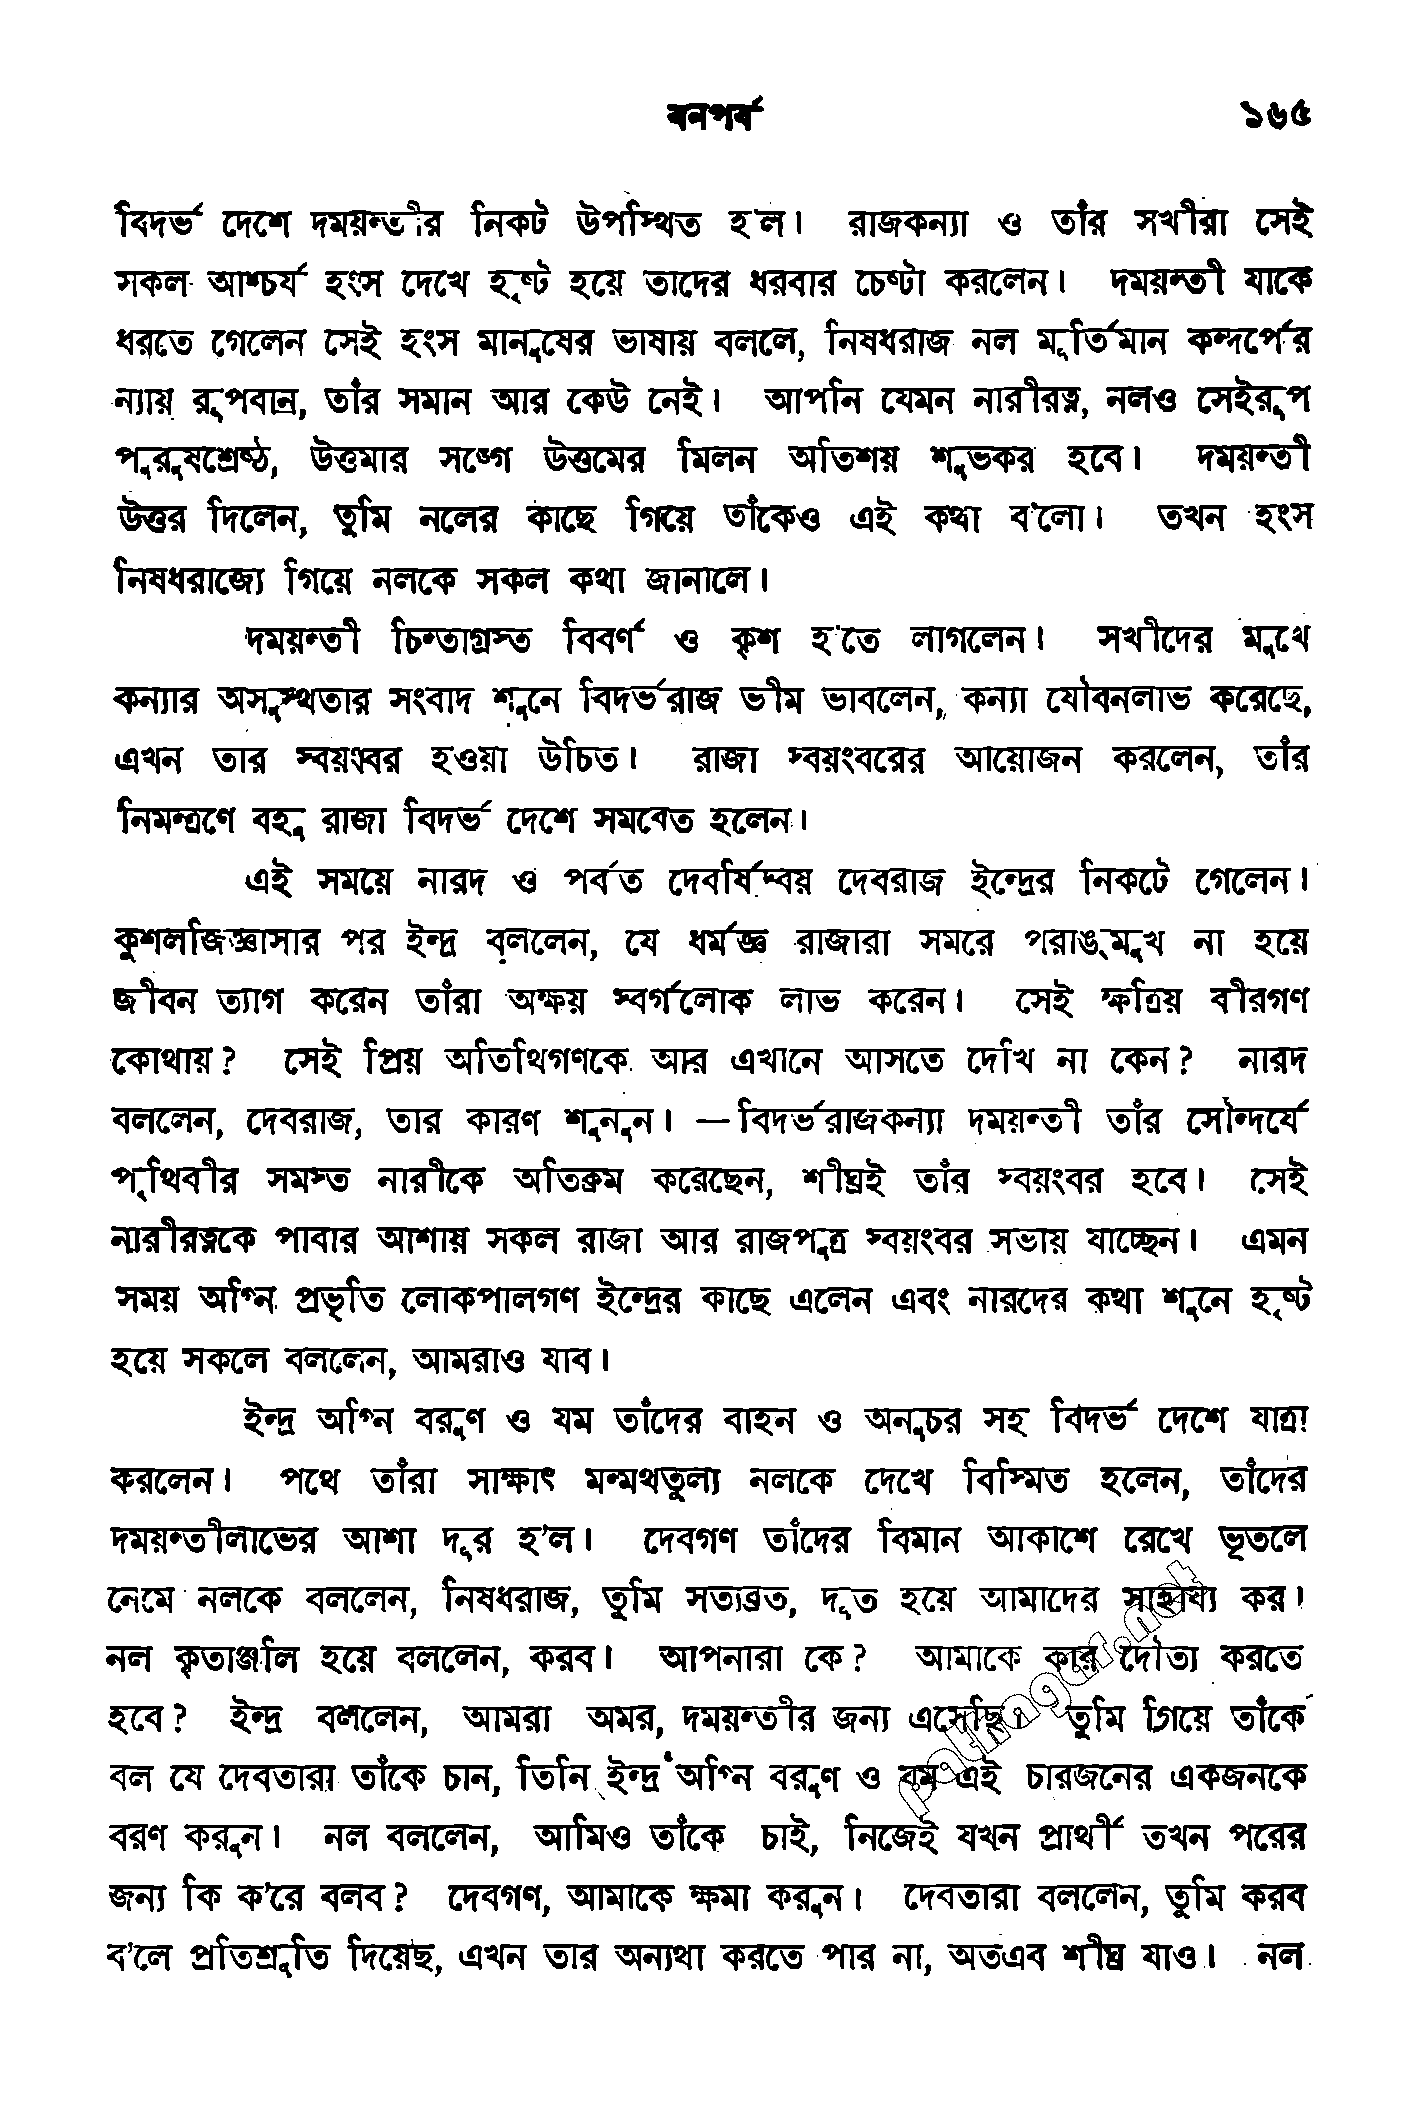 বনপর্ব ১৬৫
বিদর্ভ দেশে দময়ন্তীর নিকট উপস্থিত হ'ল। রাজকন্যা ও তাঁর সখীরা সেই
সকল আশ্চর্য হংস দেখে হৃষ্ট হয়ে তাদের ধরবার চেষ্টা করলেন। দময়ন্তী যাকে
ধরতে গেলেন সেই হংস মানুষের ভাষায় বললে, নিষধরাজ নল মূর্তিমান কন্দর্পের
ন্যায় রূপবান, তাঁর সমান আর কেউ নেই। আপনি যেমন নারীরত্ন, নলও সেইরূপ
পুরুষশ্রেষ্ঠ, উত্তমার সঙ্গে উত্তমের মিলন অতিশয় শুভকর হবে। দময়ন্তী
উত্তর দিলেন, তুমি নলের কাছে গিয়ে তাঁকেও এই কথা ব'লো। তখন হংস
নিষধরাজ্যে গিয়ে নলকে সকল কথা জানালে।
দময়ন্তী চিন্তাগ্রস্ত বিবর্ণ ও কৃশ হ'তে লাগলেন। সখীদের মুখে
কন্যার অসুস্থতার সংবাদ শুনে বিদর্ভরাজ ভীম ভাবলেন, কন্যা যৌবনলাভ করেছে,
এখন তার স্বয়ংবর হওয়া উচিত। রাজা স্বয়ংবরের আয়োজন করলেন, তাঁর
নিমন্ত্রণে বহু রাজা বিদর্ভ দেশে সমবেত হলেন।
এই সময়ে নারদ ও পর্বত দেবর্ষিদ্বয় দেবরাজ ইন্দ্রের নিকটে গেলেন।
কুশলজিজ্ঞাসার পর ইন্দ্র বললেন, যে ধর্মজ্ঞ রাজারা সমরে পরাঙ্‌মুখ না হয়ে
জীবন ত্যাগ করেন তাঁরা অক্ষয় স্বর্গলোক লাভ করেন। সেই ক্ষত্রিয় বীরগণ
কোথায়? সেই প্রিয় অতিথিগণকে আর এখানে আসতে দেখি না কেন? নারদ
বললেন, দেবরাজ, তার কারণ শুনুন। —বিদর্ভরাজকন্যা দময়ন্তী তাঁর সৌন্দর্যে
পৃথিবীর সমস্ত নারীকে অতিক্রম করেছেন, শীঘ্রই তাঁর স্বয়ংবর হবে। সেই
নারীরত্নকে পাবার আশায় সকল রাজা আর রাজপুত্র স্বয়ংবর সভায় যাচ্ছেন। এমন
সময় অগ্নি প্রভৃতি লোকপালগণ ইন্দ্রের কাছে এলেন এবং নারদের কথা শুনে হৃষ্ট
হয়ে সকলে বললেন, আমরাও যাব।
ইন্দ্র অগ্নি বরুণ ও যম তাঁদের বাহন ও অনুচর সহ বিদর্ভ দেশে যাত্রা
করলেন। পথে তাঁরা সাক্ষাৎ মন্মথতুল্য নলকে দেখে বিস্মিত হলেন, তাঁদের
দময়ন্তীলাভের আশা দূর হ'ল। দেবগণ তাঁদের বিমান আকাশে রেখে ভূতলে
নেমে নলকে বললেন, নিষধরাজ, তুমি সত্যব্রত, দূত হয়ে আমাদের সাহায্য কর।
নল কৃতাঞ্জলি হয়ে বললেন, করব। আপনারা কে? আমাকে কার দৌত্য করতে
হবে? ইন্দ্র বললেন, আমরা অমর, দময়ন্তীর জন্য এসেছি। তুমি গিয়ে তাঁকে
বল যে দেবতারা তাঁকে চান, তিনি ইন্দ্র অগ্নি বরুণ ও যম এই চারজনের একজনকে
বরণ করুন। নল বললেন, আমিও তাঁকে চাই, নিজেই যখন প্রার্থী তখন পরের
জন্য কি ক'রে বলব? দেবগণ, আমাকে ক্ষমা করুন। দেবতারা বললেন, তুমি করব
ব'লে প্রতিশ্রুতি দিয়েছ, এখন তার অন্যথা করতে পার না, অতএব শীঘ্র যাও। নল
pathagar.net